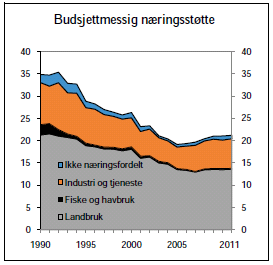 Budsjettmessig næringsstøtte
40 40
35 35
30 30
25 25
20 20
15 15
10 10
5 5
0 0
Ikke næringsfordelt
Industri og tjeneste
Fiske og havbruk
Landbruk
1990 1995 2000 2005 2011